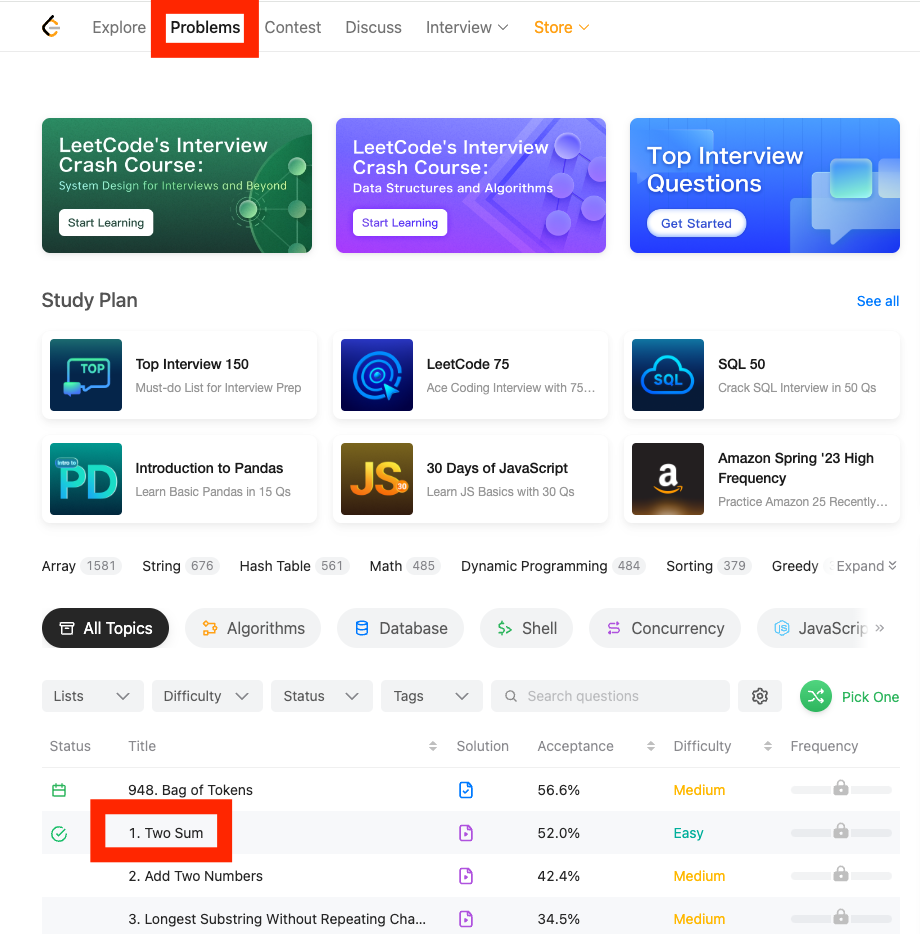 Explore Problems Contest Discuss Interview Store
LeetCode's Interview
Crash Course:
System Design for Interviews and Beyond
Start Learning
LeetCode's Interview
Crash Course:
Data Structures and Algorithms
Start Learning
Top Interview
Questions
Get Started
Study Plan
See all
TOP
Top Interview 150
Must-do List for Interview Prep
LeetCode 75
Ace Coding Interview with 75...
SQL
SQL 50
Crack SQL Interview in 50 Qs
Intro to
PD
Introduction to Pandas
Learn Basic Pandas in 15 Qs
JS 30
30 Days of JavaScript
Learn JS Basics with 30 Qs
a
Amazon Spring '23 High
Frequency
Practice Amazon 25 Recently...
Array 1581 String 676 Hash Table 561 Math 485 Dynamic Programming 484 Sorting 379 Greedy Expand
All Topics Algorithms Database Shell Concurrency JS JavaScrip
Lists Difficulty Status Tags Search questions Pick One
Status Title Solution Acceptance Difficulty Frequency
948. Bag of Tokens 56.6% Medium
1. Two Sum 52.0% Easy
2. Add Two Numbers 42.4% Medium
3. Longest Substring Without Repeating Cha... 34.5% Medium